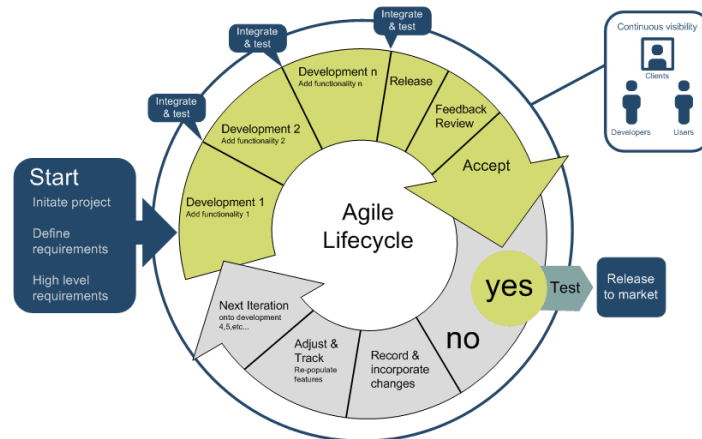 Integrate
& test
Integrate
& test
Integrate
& test
Continuous visibility
Clients
Developers
Users
Start
Initate project
Define
requirements
High level
requirements
Development 1
Add functionality 1
Development 2
Add functionality 2
Development n
Add functionality n
Release
Feedback
Review
Accept
Agile
Lifecycle
yes
Test
Release
to market
no
Record &
incorporate
changes
Adjust &
Track
Re-populate
features
Next Iteration
onto development
4,5,etc...